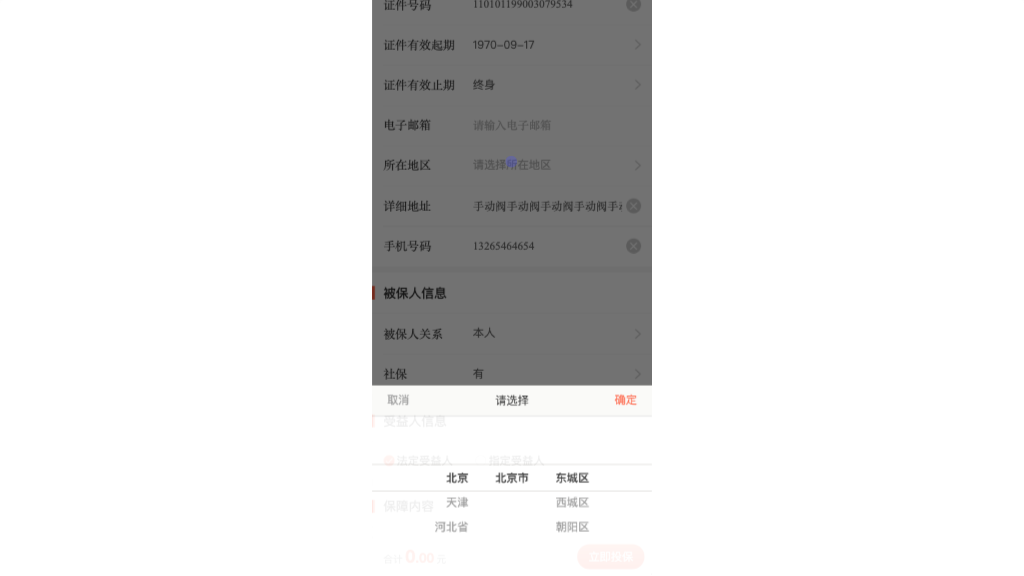 证件号码 110101199003079534
证件有效起期 1970-09-17
证件有效止期 终身
电子邮箱 请输入电子邮箱
所在地区 请选择所在地区
详细地址 手动阀手动阀手动阀手动阀手
手机号码 13265464654
被保人信息
被保人关系 本人
社保 有
取消 请选择 确定
受益人信息
法定受益人 指定受益人
北京 北京市 东城区
天津 西城区
保障内容
河北省 朝阳区
合计 0.00 元 立即投保